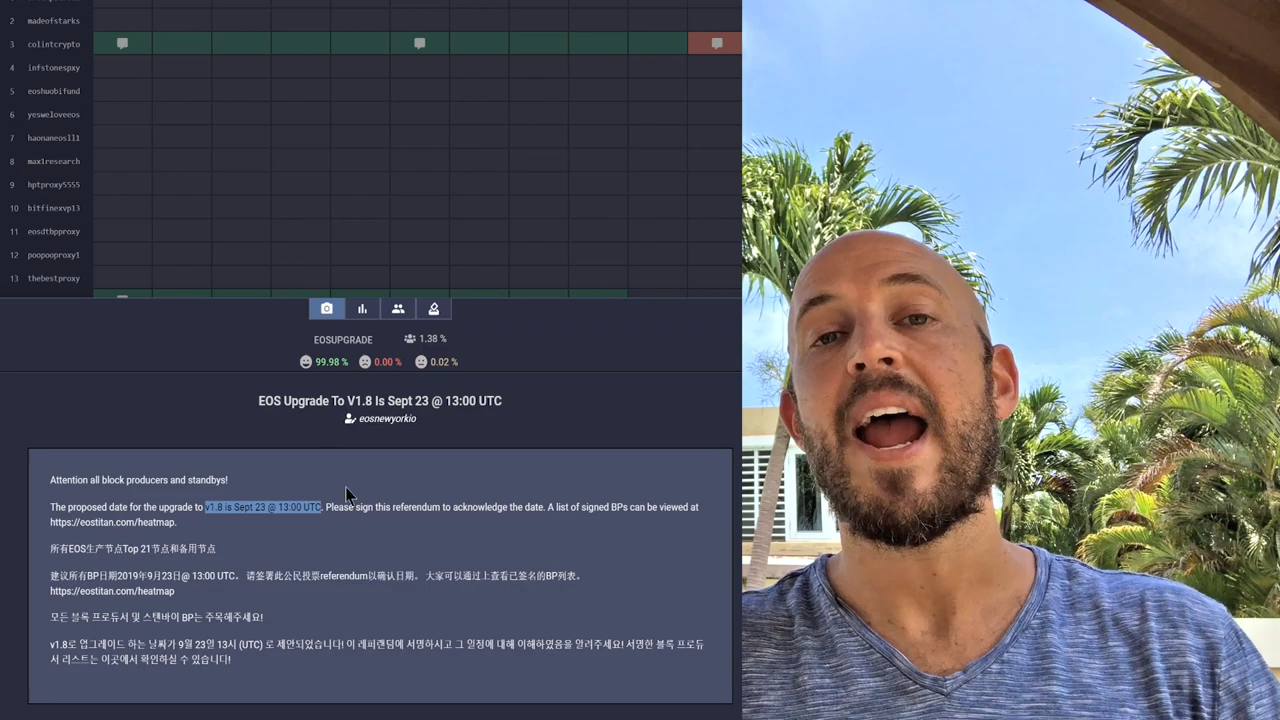 2 madeofstarks
3 colintcrypto
4 infstonespxy
5 eoshuobifund
6 yesweloveeos
7 haonaneosll1
8 max1research
9 hptproxy5555
10 bitfinexvp13
11 eosdtbpproxy
12 poopooproxy1
13 thebestproxy
EOSUPGRADE 1.38 %
99.98 % 0.00 % 0.02 %
EOS Upgrade To V1.8 Is Sept 23 @ 13:00 UTC
eosnewyorkio
Attention all block producers and standbys!
The proposed date for the upgrade to v1.8 is Sept 23 @ 13:00 UTC. Please sign this referendum to acknowledge the date. A list of signed BPs can be viewed at
https://eostitan.com/heatmap.
所有EOS生产节点Top 21节点和备用节点
建议所有BP日期2019年9月23日@ 13:00 UTC。 请签署此公民投票referendum以确认日期。 大家可以通过上查看已签名的BP列表。
https://eostitan.com/heatmap
모든 블록 프로듀서 및 스탠바이 BP는 주목해주세요!
v1.8로 업그레이드 하는 날짜가 9월 23일 13시 (UTC) 로 제안되었습니다! 이 레퍼랜덤에 서명하시고 그 일정에 대해 이해하였음을 알려주세요! 서명한 블록 프로듀
서 리스트는 이곳에서 확인하실 수 있습니다!